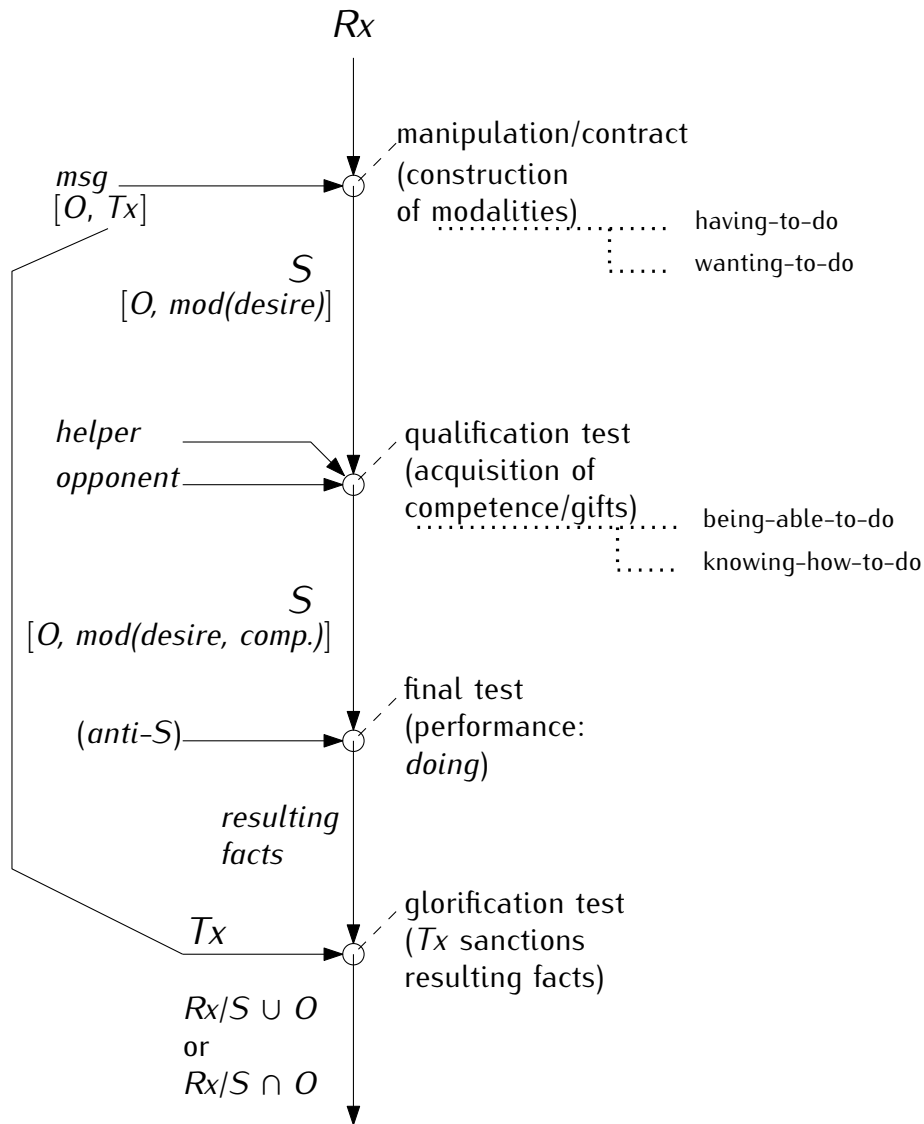 Rx
manipulation/contract
(construction
of modalities)
having-to-do
wanting-to-do
msg
[O, Tx]
S
[O, mod(desire)]
helper
opponent
qualification test
(acquisition of
competence/gifts)
being-able-to-do
knowing-how-to-do
S
[O, mod(desire, comp.)]
(anti-S)
final test
(performance:
doing)
resulting
facts
Tx
glorification test
(Tx sanctions
resulting facts)
Rx/S ∪ O
or
Rx/S ∩ O